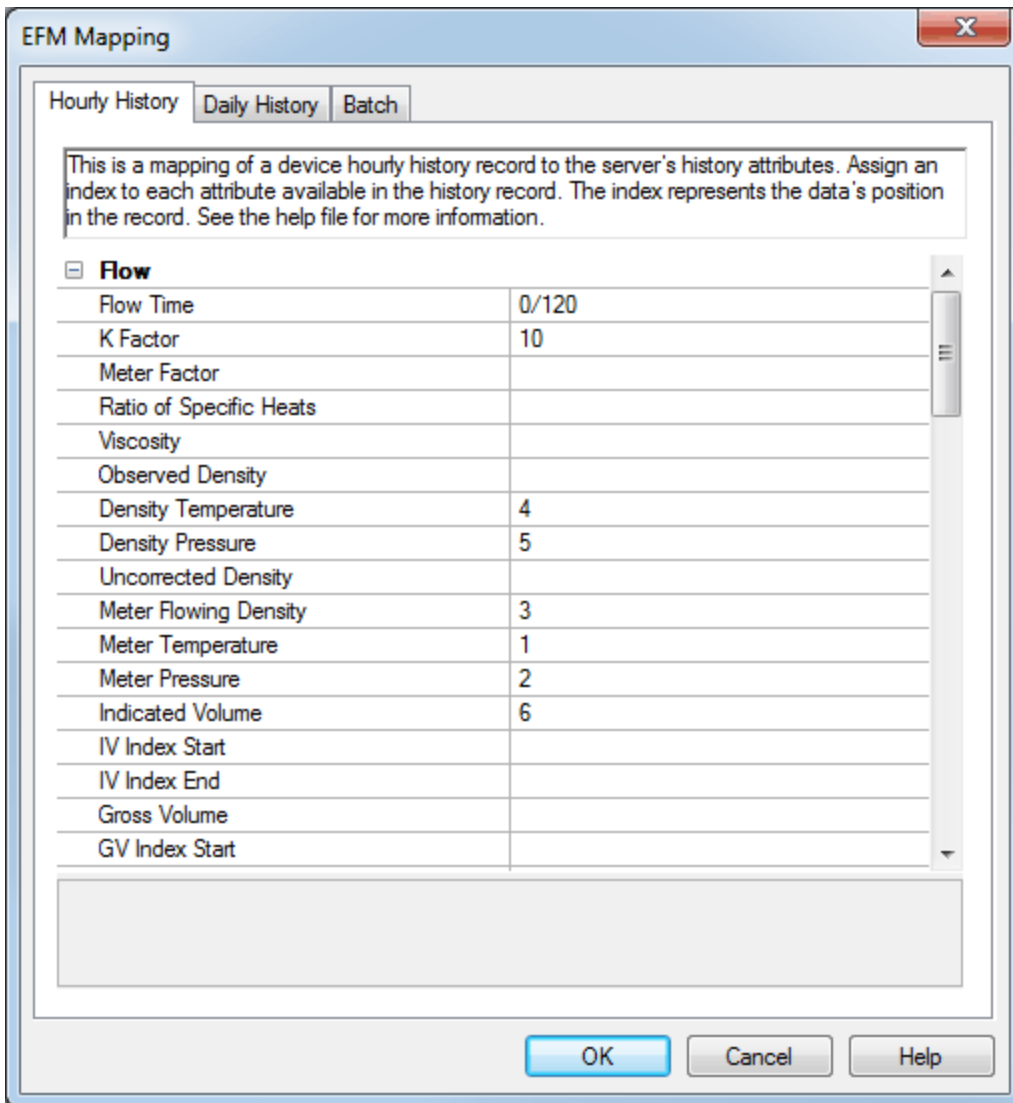 EFM Mapping
Hourly History Daily History Batch
This is a mapping of a device hourly history record to the server's history attributes. Assign an
index to each attribute available in the history record. The index represents the data's position
in the record. See the help file for more information.
Flow
Flow Time 0/120
K Factor 10
Meter Factor
Ratio of Specific Heats
Viscosity
Observed Density
Density Temperature 4
Density Pressure 5
Uncorrected Density
Meter Flowing Density 3
Meter Temperature 1
Meter Pressure 2
Indicated Volume 6
IV Index Start
IV Index End
Gross Volume
GV Index Start
OK Cancel Help